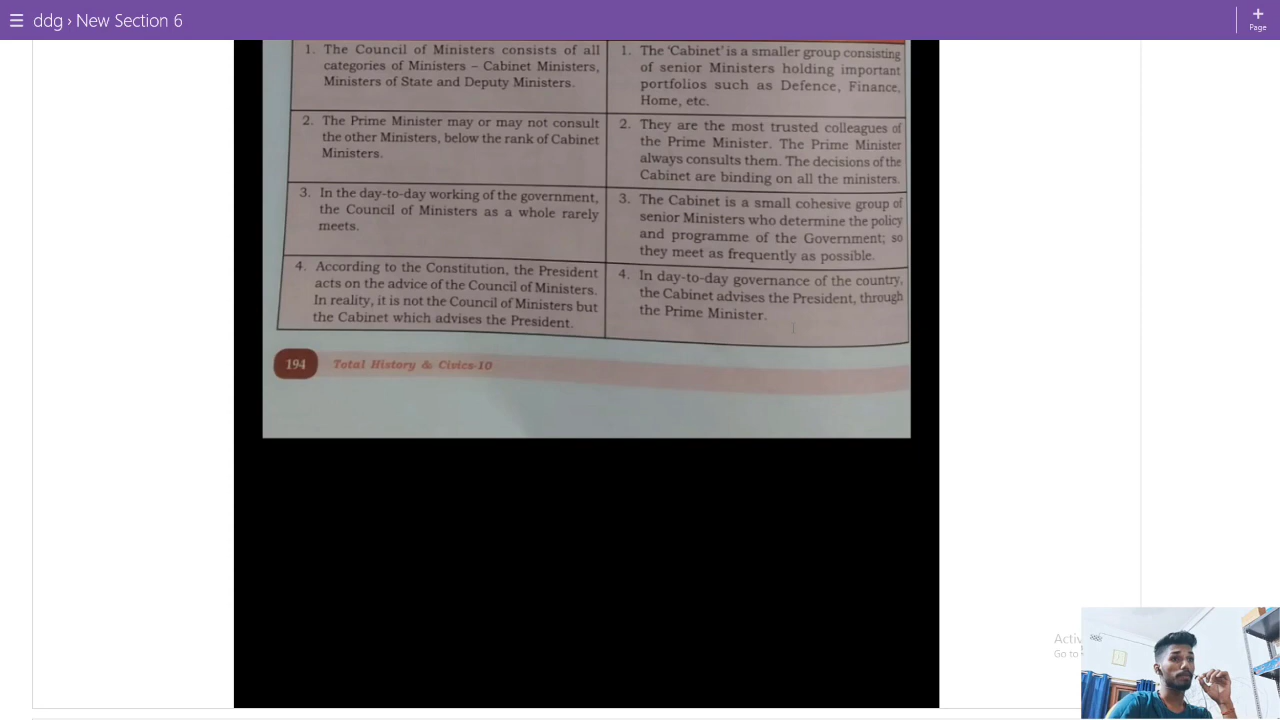 ddg › New Section 6
Page
1. The Council of Ministers consists of all
categories of Ministers – Cabinet Ministers,
Ministers of State and Deputy Ministers.
1. The 'Cabinet' is a smaller group consisting
of senior Ministers holding important
portfolios such as Defence, Finance,
Home, etc.
2. The Prime Minister may or may not consult
the other Ministers, below the rank of Cabinet
Ministers.
2. They are the most trusted colleagues of
the Prime Minister. The Prime Minister
always consults them. The decisions of the
Cabinet are binding on all the ministers.
3. In the day-to-day working of the government,
the Council of Ministers as a whole rarely
meets.
3. The Cabinet is a small cohesive group of
senior Ministers who determine the policy
and programme of the Government; so
they meet as frequently as possible.
4. According to the Constitution, the President
acts on the advice of the Council of Ministers.
In reality, it is not the Council of Ministers but
the Cabinet which advises the President.
4. In day-to-day governance of the country,
the Cabinet advises the President, through
the Prime Minister.
194 Total History & Civics-10
Go to